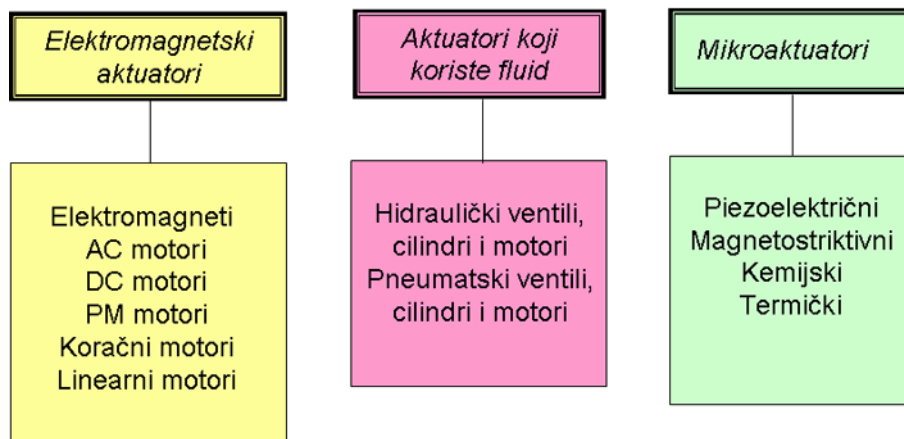 Elektromagnetski
aktuatori
Elektromagneti
AC motori
DC motori
PM motori
Koračni motori
Linearni motori
Aktuatori koji
koriste fluid
Hidraulički ventili,
cilindri i motori
Pneumatski ventili,
cilindri i motori
Mikroaktuatori
Piezoelektrični
Magnetostriktivni
Kemijski
Termički